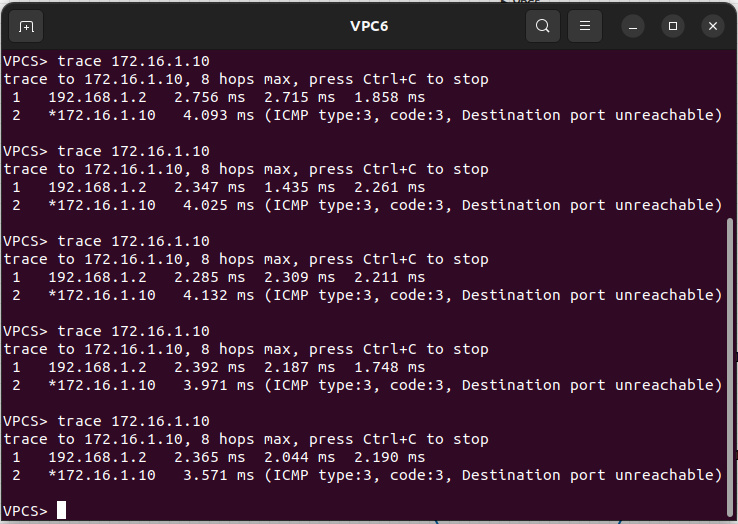 VPC6
VPCS> trace 172.16.1.10
trace to 172.16.1.10, 8 hops max, press Ctrl+C to stop
 1   192.168.1.2   2.756 ms  2.715 ms  1.858 ms
 2   *172.16.1.10   4.093 ms (ICMP type:3, code:3, Destination port unreachable)
VPCS> trace 172.16.1.10
trace to 172.16.1.10, 8 hops max, press Ctrl+C to stop
 1   192.168.1.2   2.347 ms  1.435 ms  2.261 ms
 2   *172.16.1.10   4.025 ms (ICMP type:3, code:3, Destination port unreachable)
VPCS> trace 172.16.1.10
trace to 172.16.1.10, 8 hops max, press Ctrl+C to stop
 1   192.168.1.2   2.285 ms  2.309 ms  2.211 ms
 2   *172.16.1.10   4.132 ms (ICMP type:3, code:3, Destination port unreachable)
VPCS> trace 172.16.1.10
trace to 172.16.1.10, 8 hops max, press Ctrl+C to stop
 1   192.168.1.2   2.392 ms  2.187 ms  1.748 ms
 2   *172.16.1.10   3.971 ms (ICMP type:3, code:3, Destination port unreachable)
VPCS> trace 172.16.1.10
trace to 172.16.1.10, 8 hops max, press Ctrl+C to stop
 1   192.168.1.2   2.365 ms  2.044 ms  2.190 ms
 2   *172.16.1.10   3.571 ms (ICMP type:3, code:3, Destination port unreachable)
VPCS>